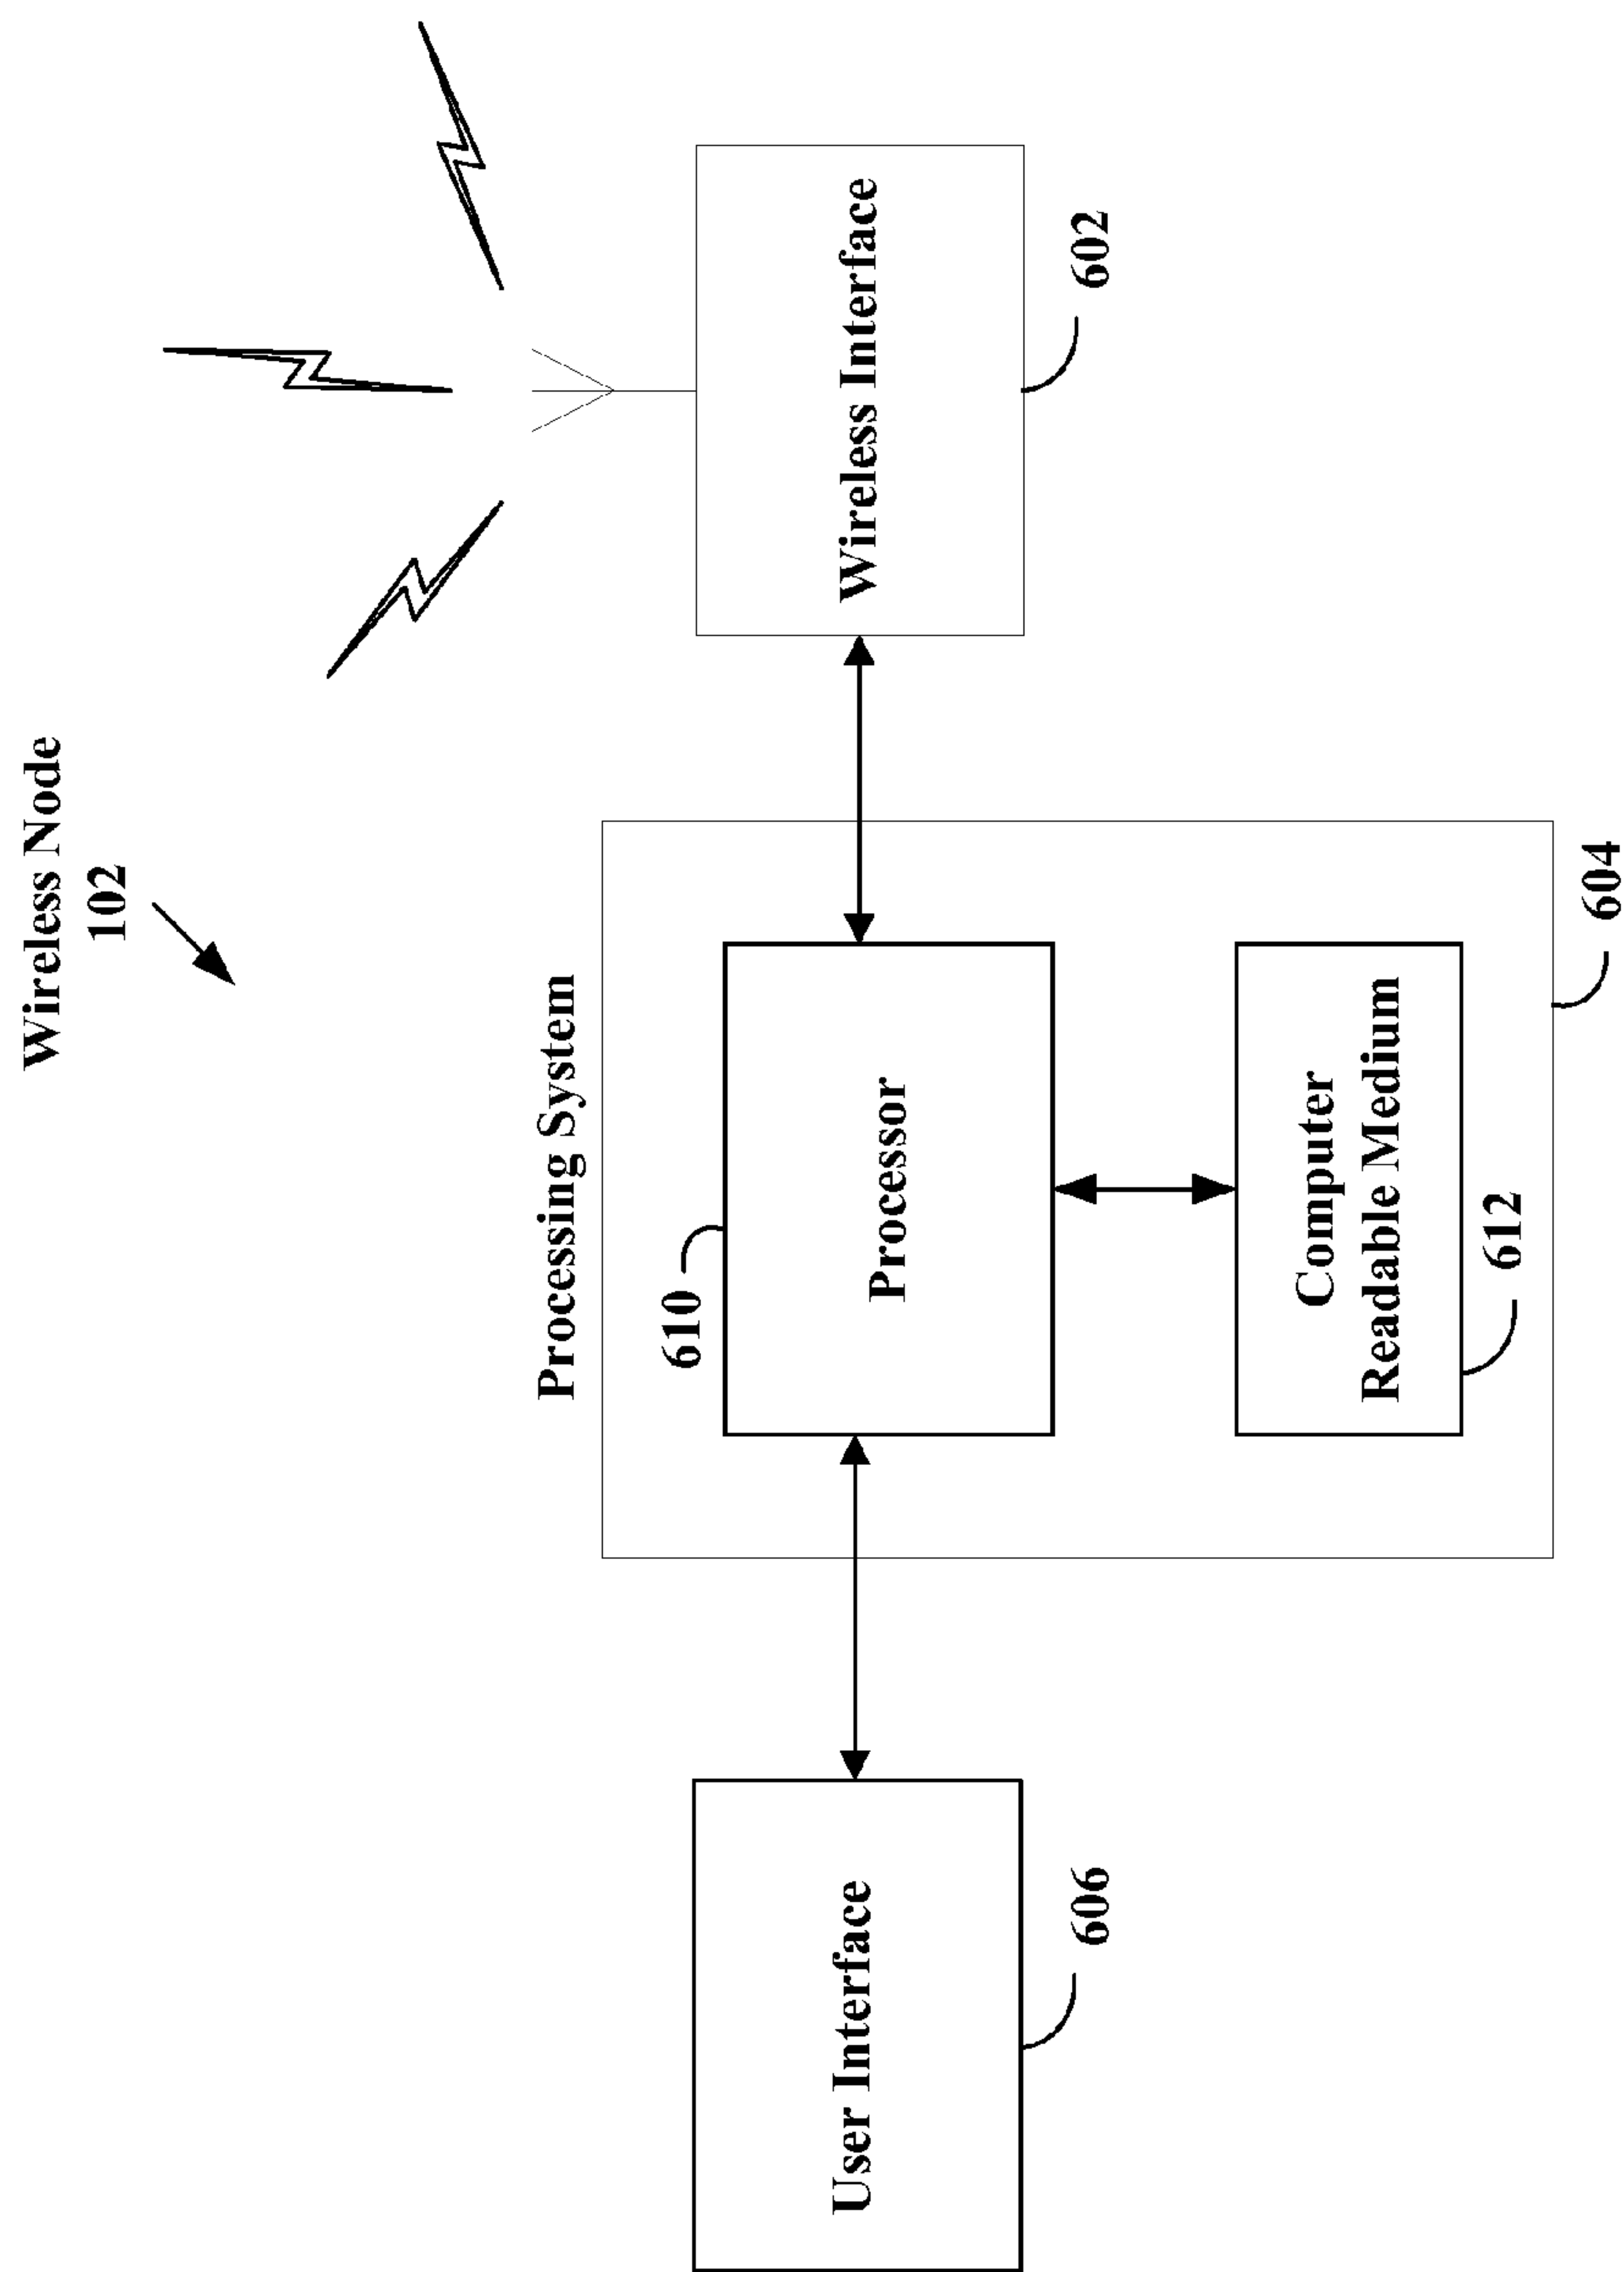 Wireless Node
102
Processing System
610
User Interface
606
Processor
Computer
Readable Medium
612
604
Wireless Interface
602